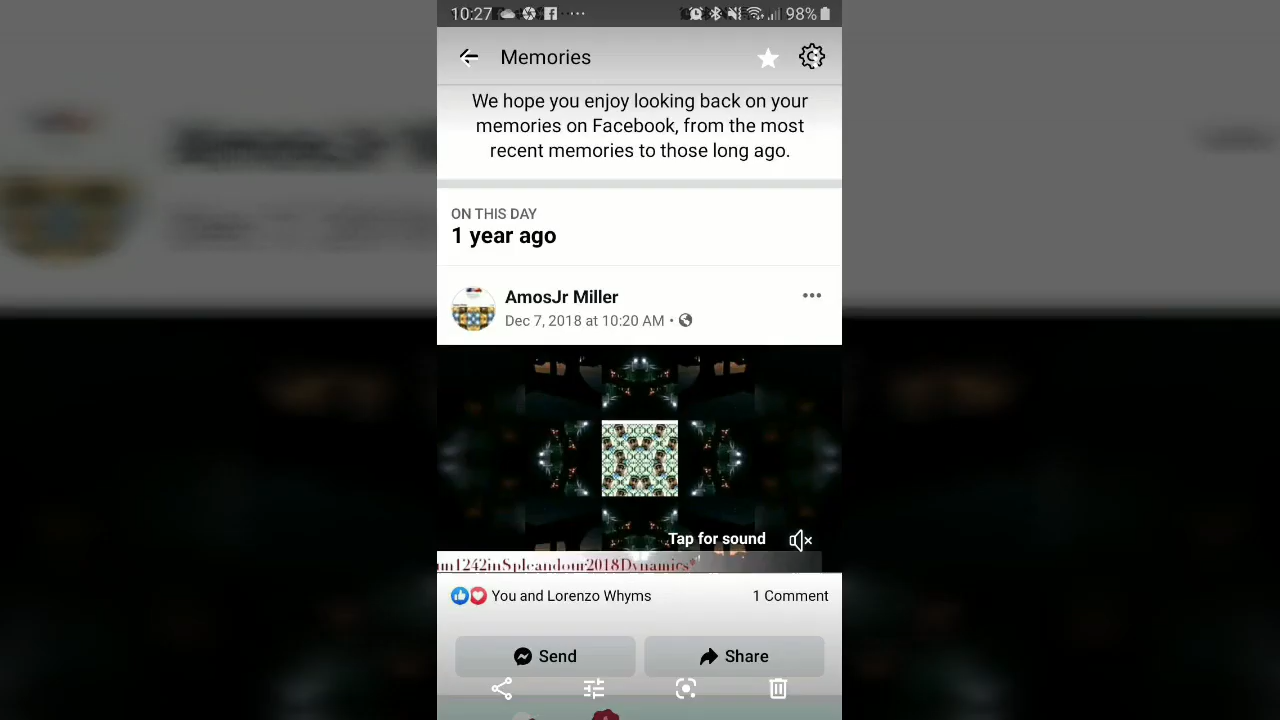 10:27
98%
Memories
We hope you enjoy looking back on your
memories on Facebook, from the most
recent memories to those long ago.
ON THIS DAY
1 year ago
AmosJr Miller
Dec 7, 2018 at 10:20 AM •
Tap for sound
1242inSpleandour2018Dynamics*
You and Lorenzo Whyms
1 Comment
Send
Share